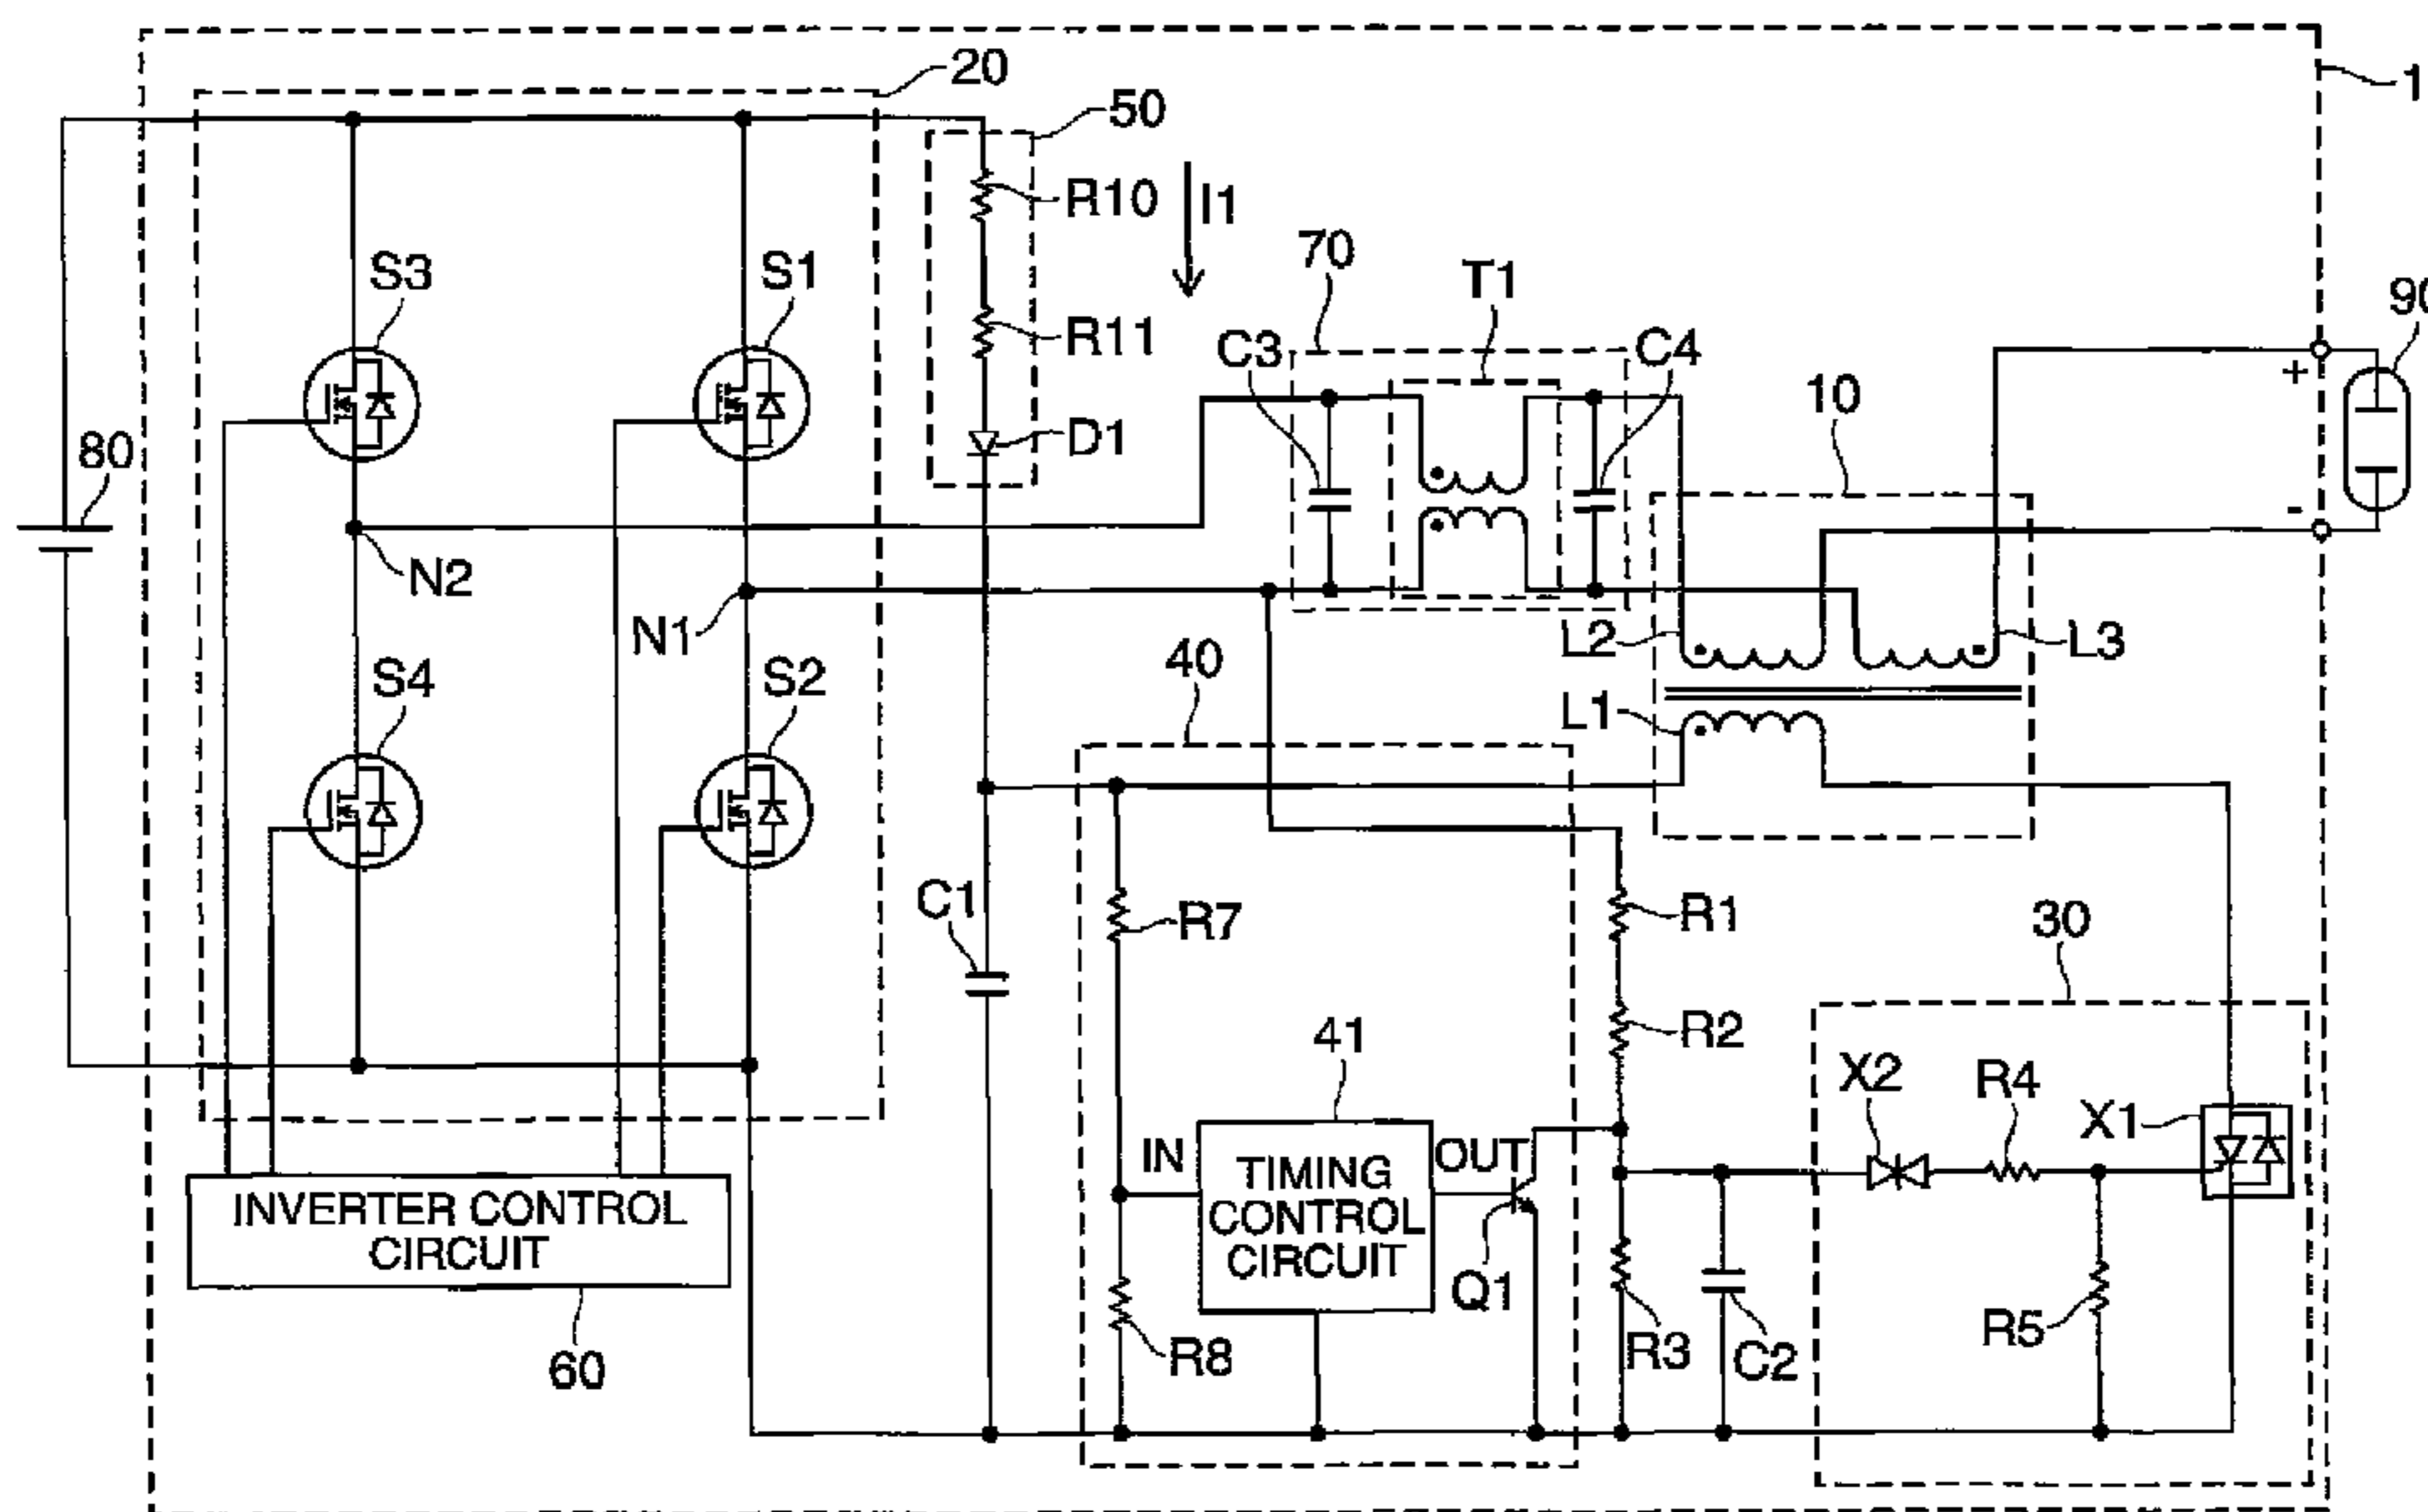 20
1
50
R10
I1
S3
S1
70
T1
R11
C3
C4
90
+
10
80
D1
-
N2
N1
L2
L3
40
S4
S2
L1
C1
R7
R1
30
R2
41
X2
R4
X1
IN
OUT
TIMING
CONTROL
CIRCUIT
INVERTER CONTROL
CIRCUIT
Q1
R3
C2
R5
R8
60